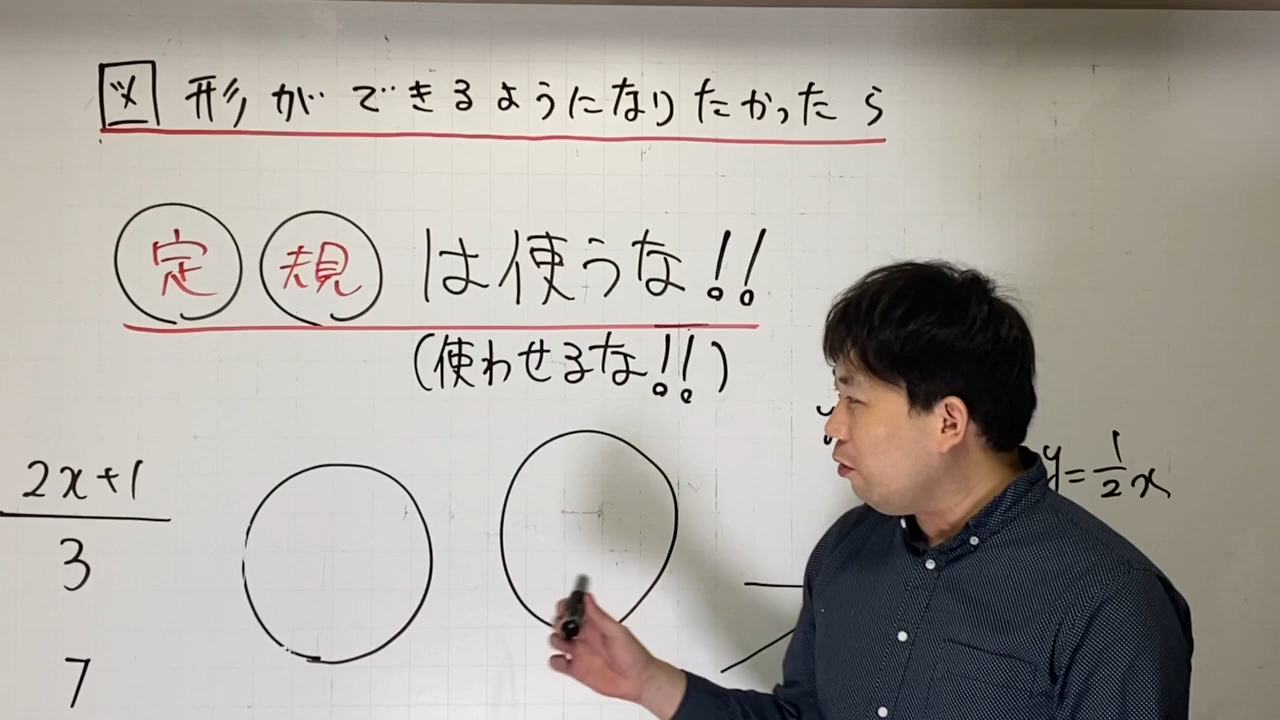 図形ができるようになりたかったら
定規は使うな!!
(使わせるな!!)
2x+1
3
7
y=1/2x